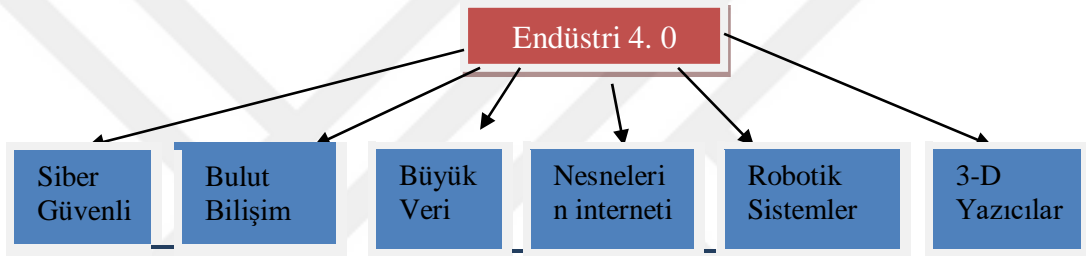 Endüstri 4. 0
Siber
Güvenli
Bulut
Bilişim
Büyük
Veri
Nesneleri
n interneti
Robotik
Sistemler
3-D
Yazıcılar